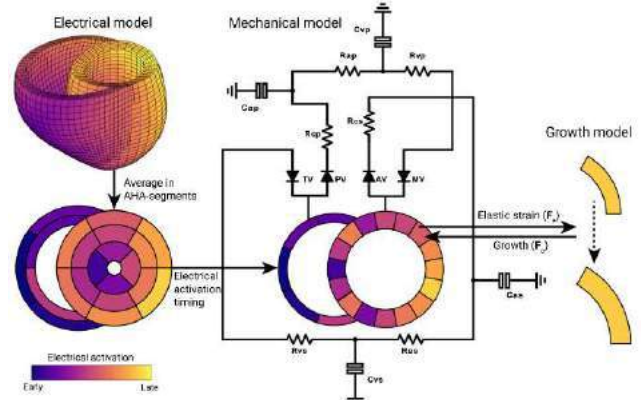 Electrical model
Mechanical model
Cvp
Rap
Rvp
Cap
Rcp
Rcs
Growth model
TV
PV
AV
MV
Average in
AHA-segments
Elastic strain (Fe)
Growth (Fg)
Electrical
activation
timing
Cas
Rvs
Ras
Cvs
Electrical activation
Early
Late